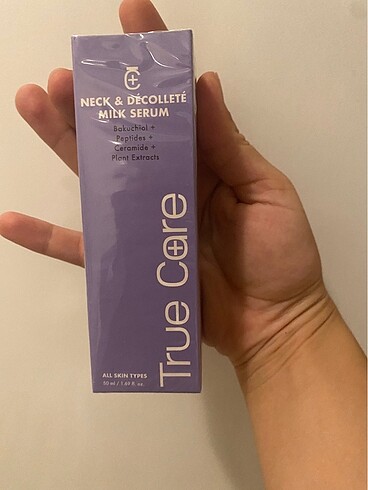 NECK & DÉCOLLETÉ
MILK SERUM
Bakuchiol +
Peptides +
Ceramide +
Plant Extracts
True Care
ALL SKIN TYPES
50 ml / 1.69 fl. oz.